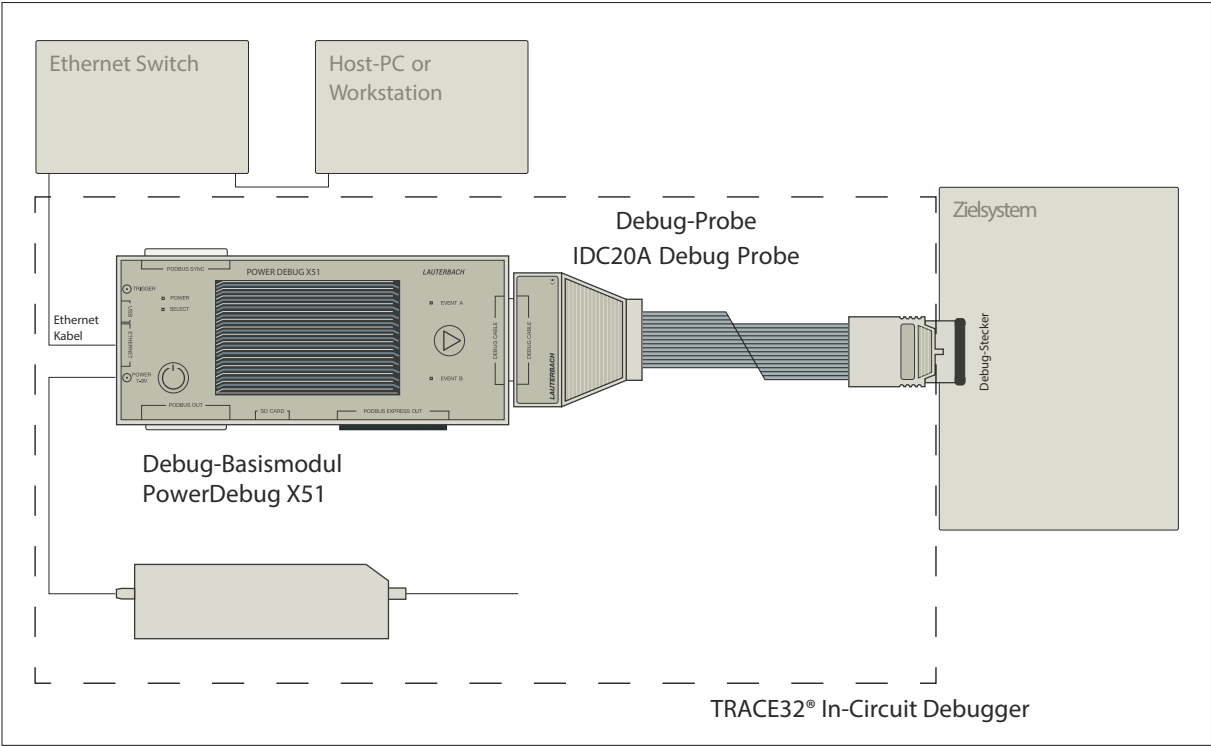 Ethernet Switch
Host-PC or
Workstation
Debug-Probe
IDC20A Debug Probe
Zielsystem
PODBUS SYNC
POWER DEBUG X51
LAUTERBACH
TRIGGER
POWER
SELECT
USB
ETHERNET
EVENT A
EVENT B
DEBUG CABLE
DEBUG CABLE
LAUTERBACH
Ethernet
Kabel
POWER
7-9V
PODBUS OUT
SD CARD
PODBUS EXPRESS OUT
Debug-Stecker
Debug-Basismodul
PowerDebug X51
TRACE32® In-Circuit Debugger